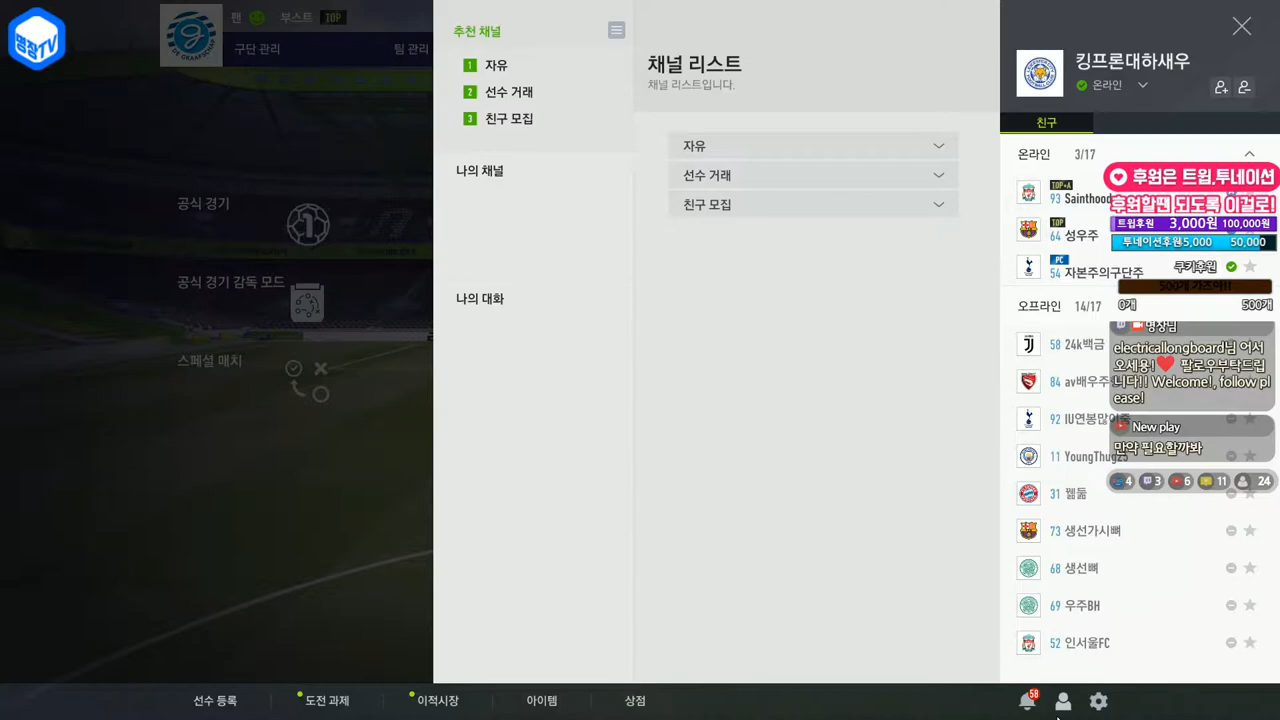 명장TV
DE GRAAFSCHAP
팬 부스트 TOP
구단 관리
팀 관리
공식 경기
1
공식 경기 감독 모드
스페셜 매치
추천 채널
1 자유
2 선수 거래
3 친구 모집
나의 채널
나의 대화
채널 리스트
채널 리스트입니다.
자유
선수 거래
친구 모집
킹프론대하새우
온라인
친구
온라인 3/17
TOP+A
93 Sainthood
TOP
64 성우주
PC
54 자본주의구단주
오프라인 14/17
58 24k백금
84 av배우주
92 IU연봉많이줌
11 YoungThug25
31 꿻둛
73 생선가시뼈
68 생선뼈
69 우주BH
52 인서울FC
후원은 트윕,투네이션
후원할땐 되도록 이걸로!
트윕후원 3,000원 100,000원
투네이션후원5,000 50,000
쿠키후원
500개 가즈아!!
0개 500개
명장님
electricallongboard님 어서
오세용!❤️ 팔로우부탁드립
니다!! Welcome!, follow pl
ease!
New play
만약 필요할까봐
4 3 6 11 24
선수 등록
도전 과제
이적시장
아이템
상점
58